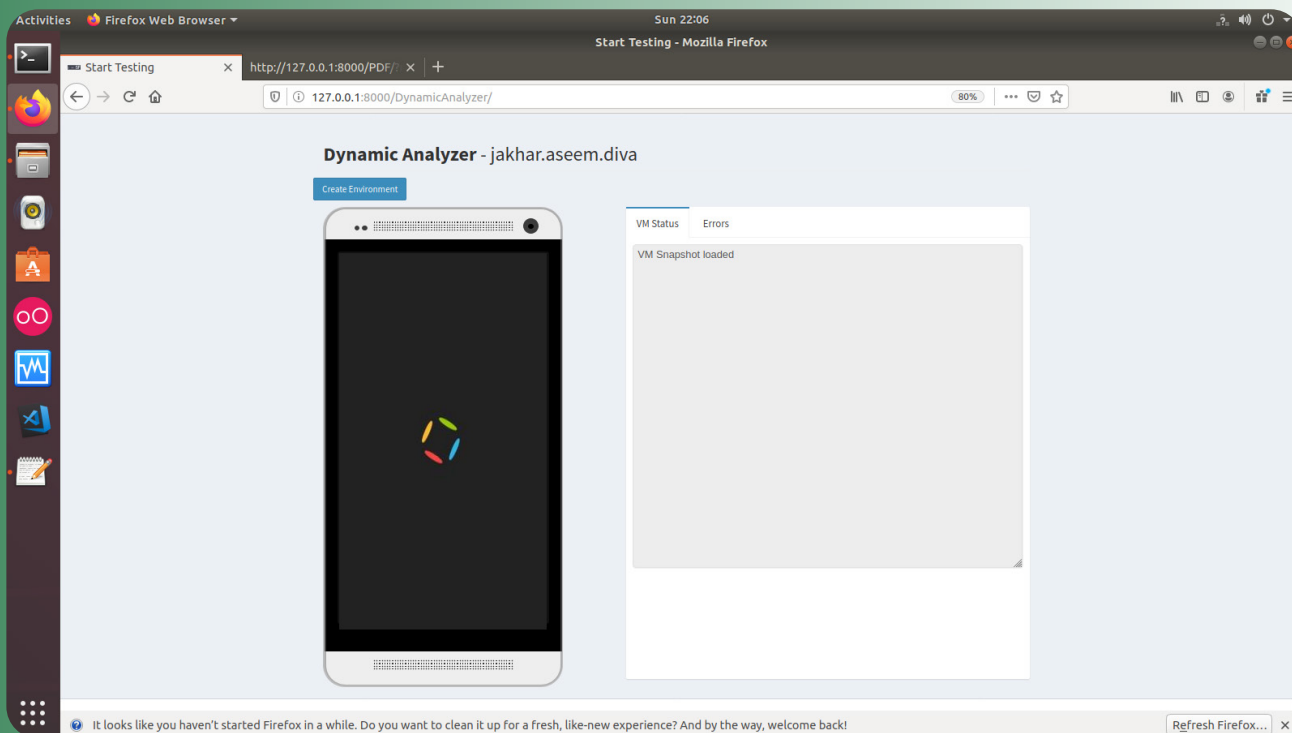 Activities Firefox Web Browser Sun 22:06
Start Testing - Mozilla Firefox
Start Testing http://127.0.0.1:8000/PDF/
127.0.0.1:8000/DynamicAnalyzer/ 80%
Dynamic Analyzer - jakhar.aseem.diva
Create Environment
VM Status Errors
VM Snapshot loaded
It looks like you haven't started Firefox in a while. Do you want to clean it up for a fresh, like-new experience? And by the way, welcome back! Refresh Firefox...